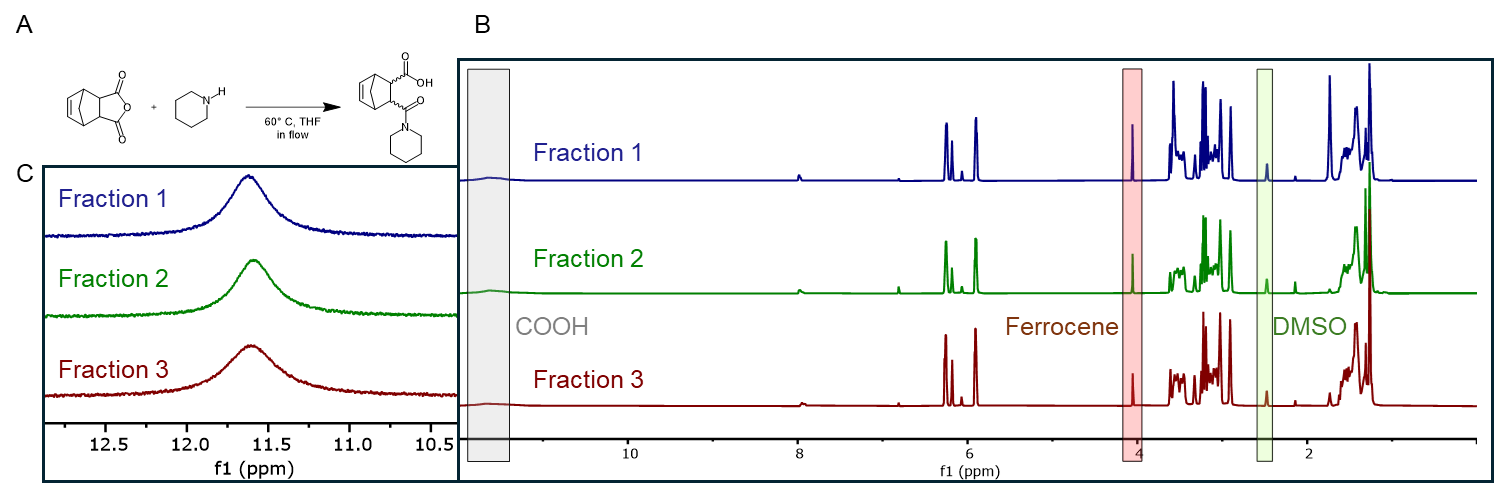 A
B
O
O
O
+
N
H
60° C, THF
in flow
O
OH
O
N
C
Fraction 1
Fraction 2
Fraction 3
12.5 12.0 11.5 11.0 10.5
f1 (ppm)
Fraction 1
Fraction 2
COOH Ferrocene DMSO
Fraction 3
10 8 6 4 2
f1 (ppm)